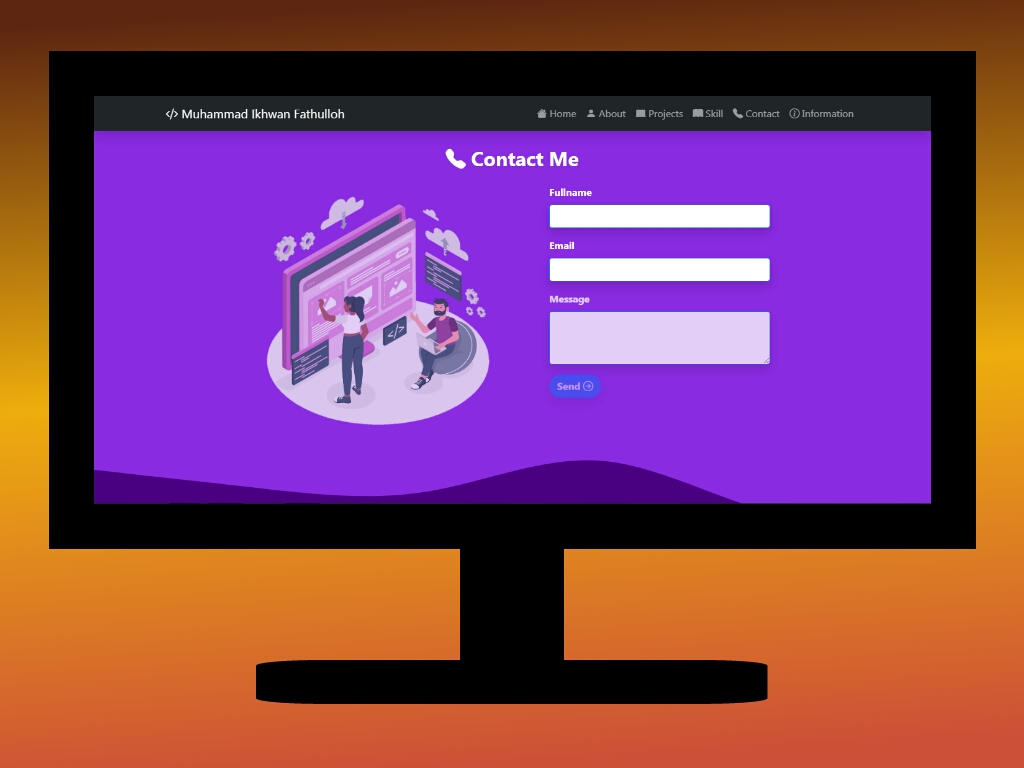 </> Muhammad Ikhwan Fathulloh
Home About Projects Skill Contact Information
Contact Me
Fullname
Email
Message
Send
</>